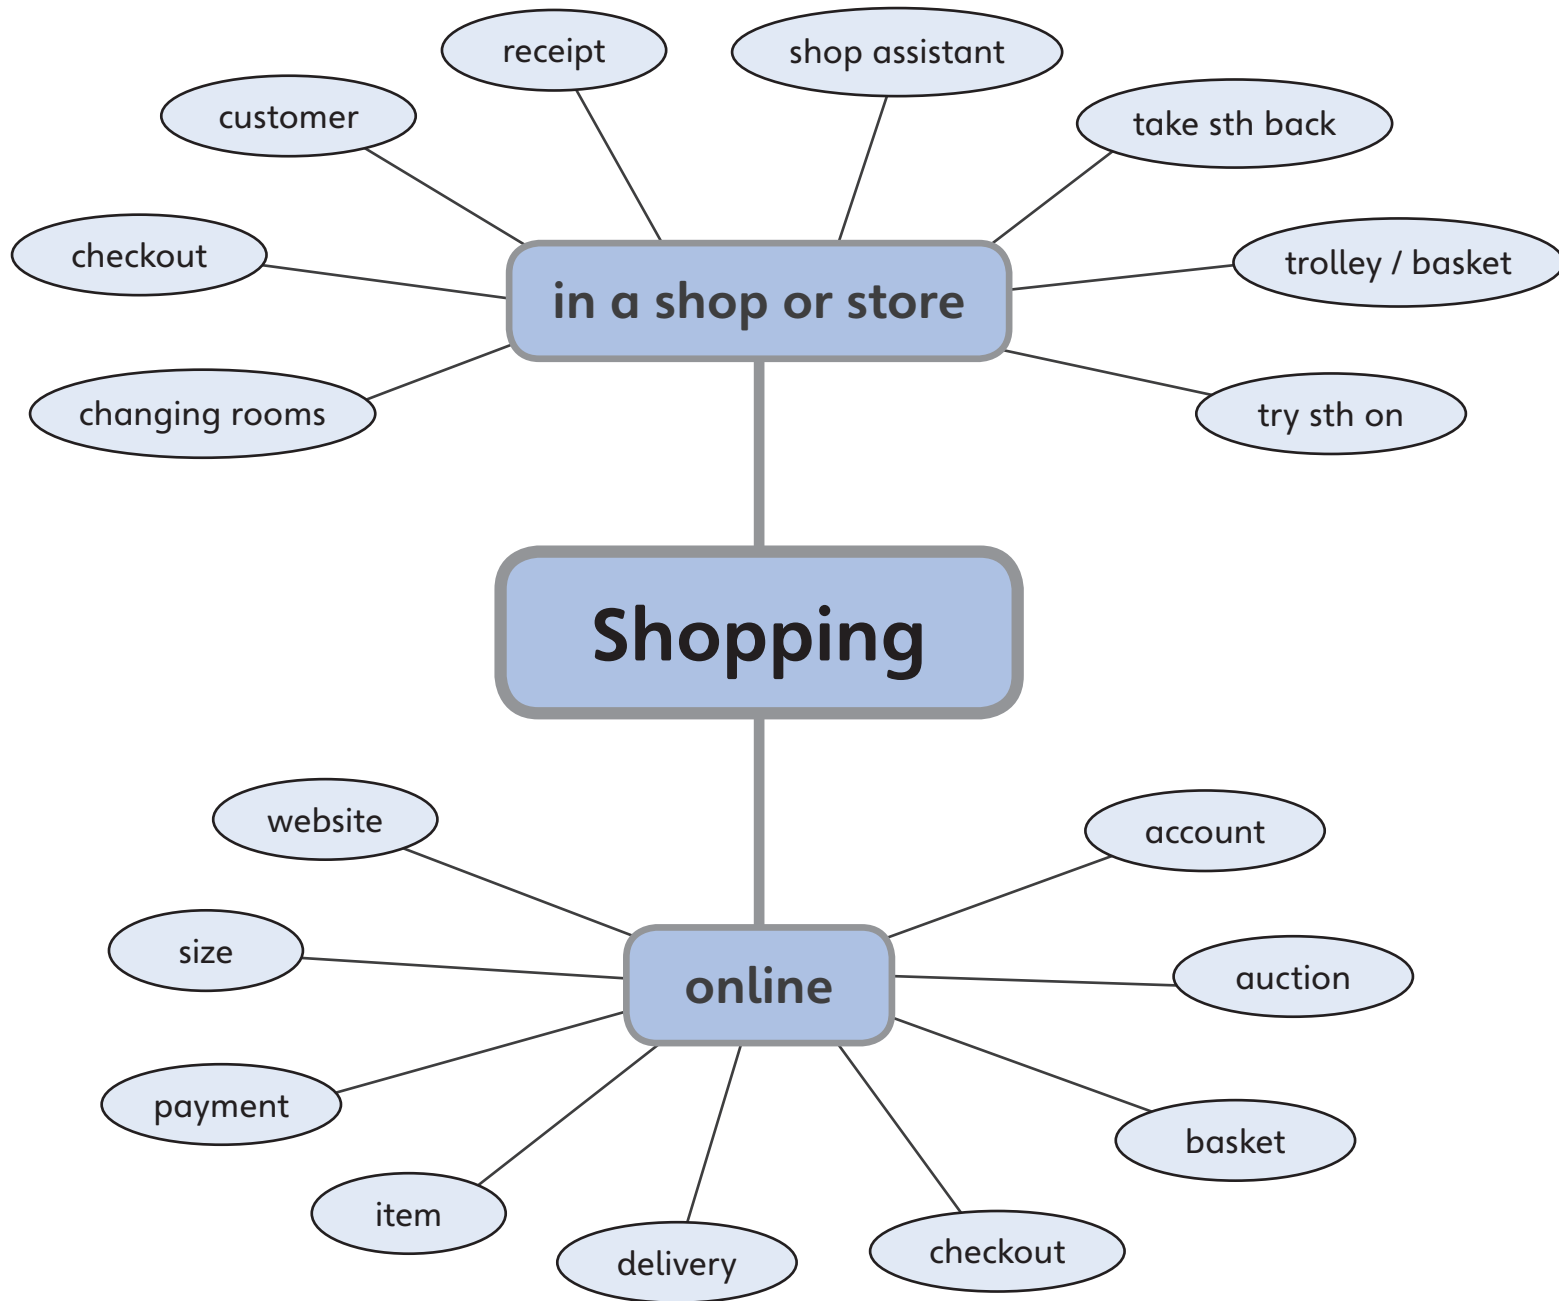 receipt
shop assistant
customer
take sth back
checkout
trolley / basket
in a shop or store
changing rooms
try sth on
Shopping
website
account
size
auction
online
payment
basket
item
delivery
checkout